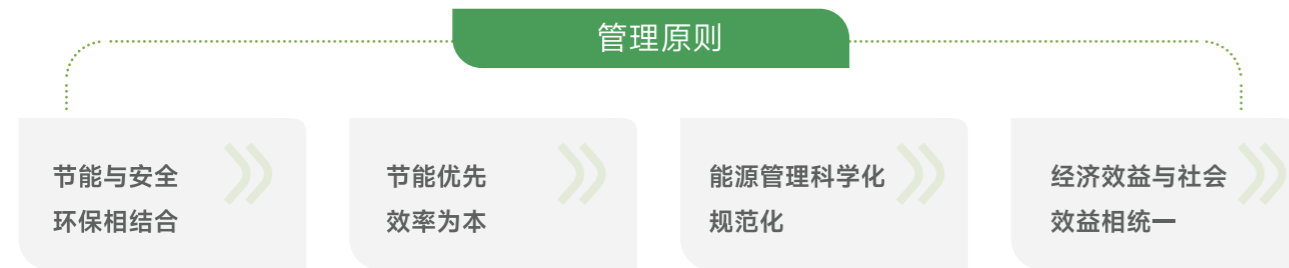 管理原则
节能与安全
环保相结合
节能优先
效率为本
能源管理科学化
规范化
经济效益与社会
效益相统一